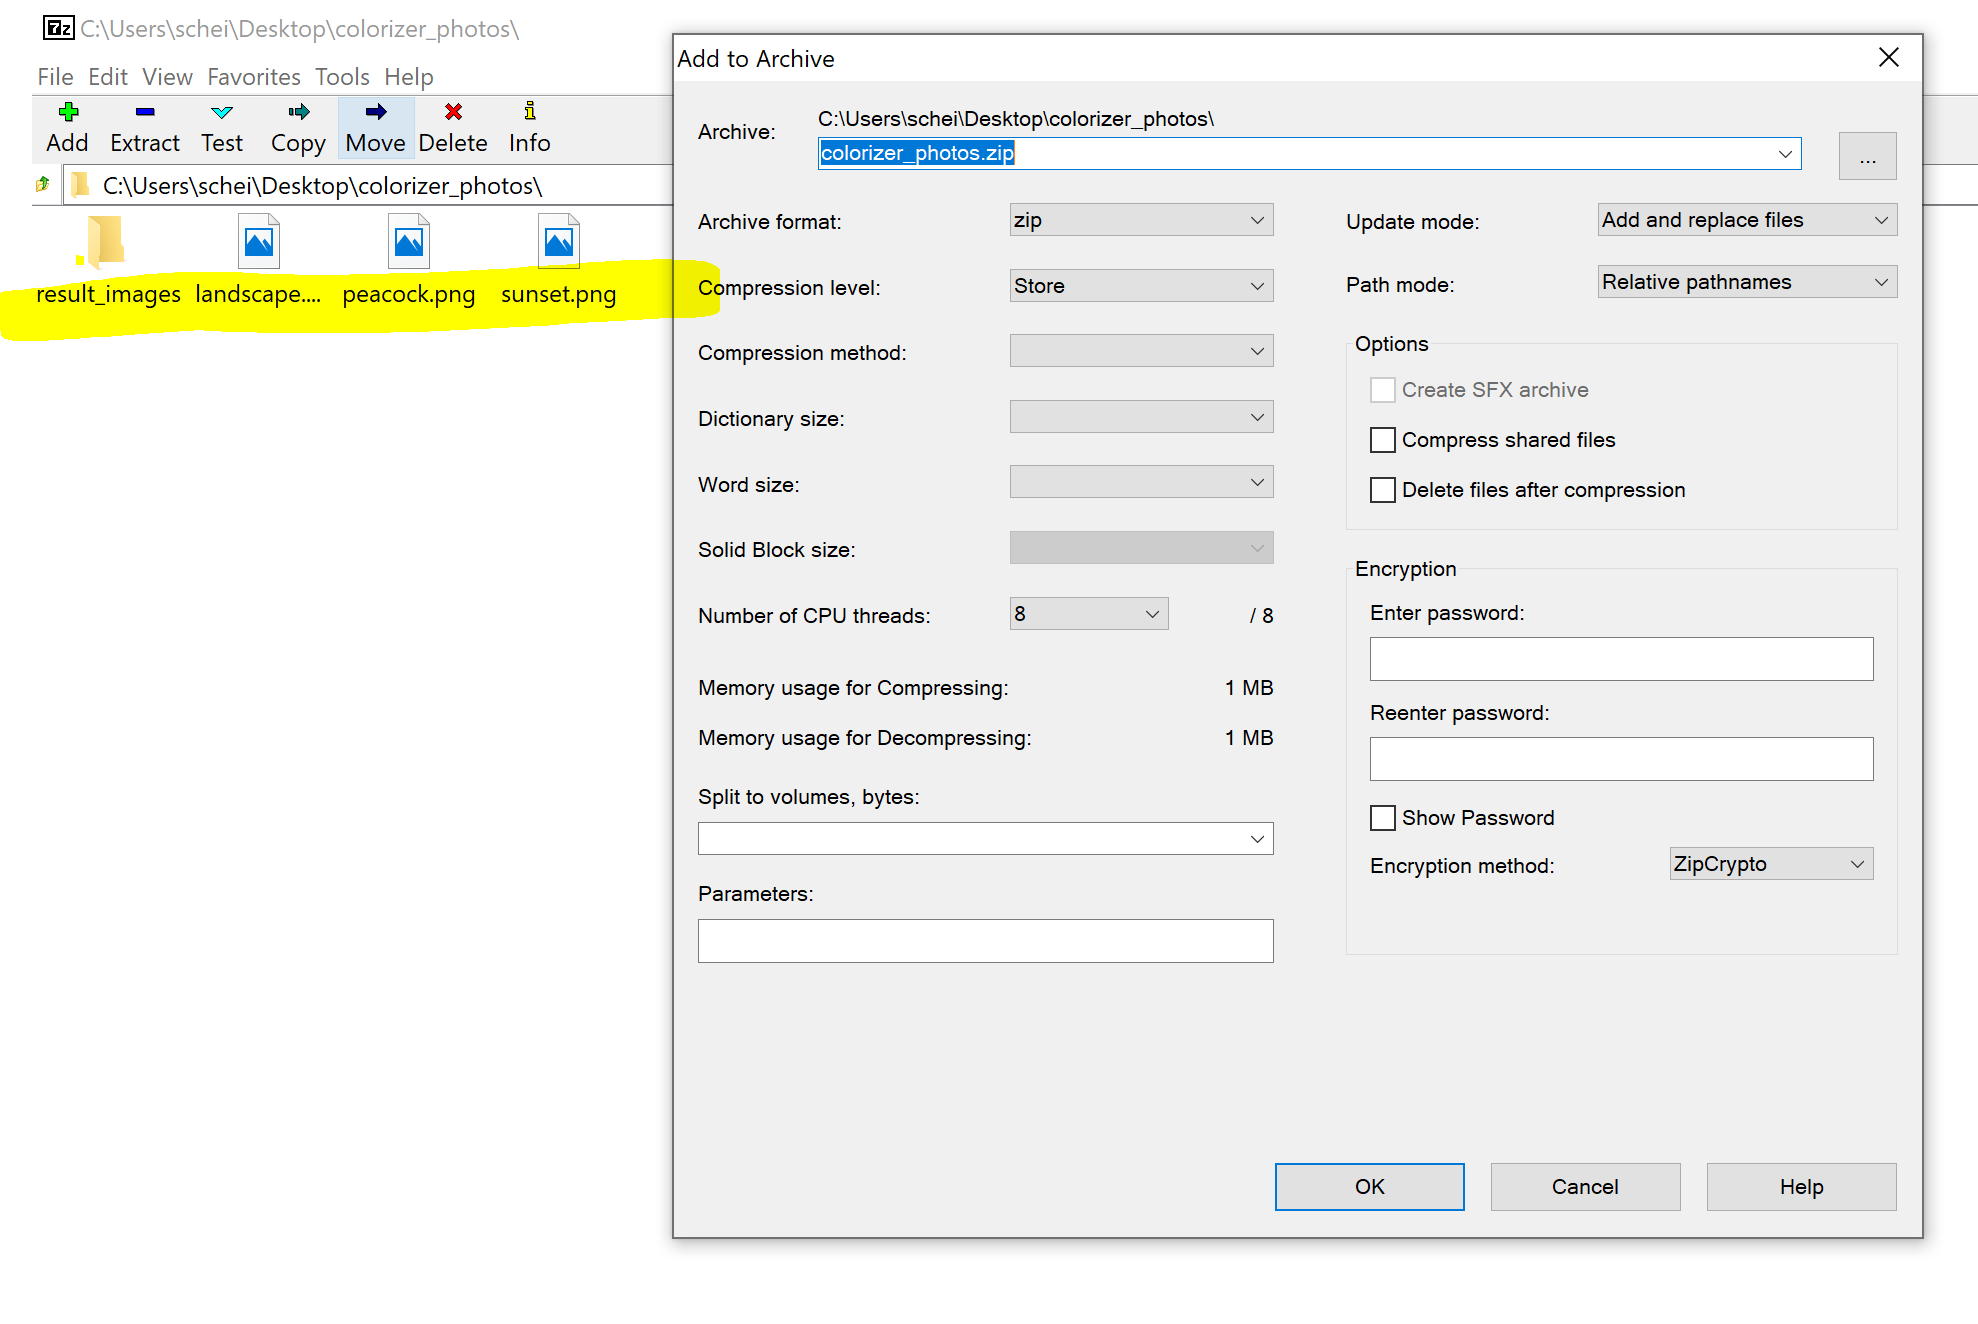 7z C:\Users\schei\Desktop\colorizer_photos\
File Edit View Favorites Tools Help
Add Extract Test Copy Move Delete Info
C:\Users\schei\Desktop\colorizer_photos\
result_images landscape.... peacock.png sunset.png
Add to Archive
Archive: C:\Users\schei\Desktop\colorizer_photos\
colorizer_photos.zip ...
Archive format: zip
Compression level: Store
Compression method:
Dictionary size:
Word size:
Solid Block size:
Number of CPU threads: 8 / 8
Memory usage for Compressing: 1 MB
Memory usage for Decompressing: 1 MB
Split to volumes, bytes:
Parameters:
Update mode: Add and replace files
Path mode: Relative pathnames
Options
Create SFX archive
Compress shared files
Delete files after compression
Encryption
Enter password:
Reenter password:
Show Password
Encryption method: ZipCrypto
OK Cancel Help